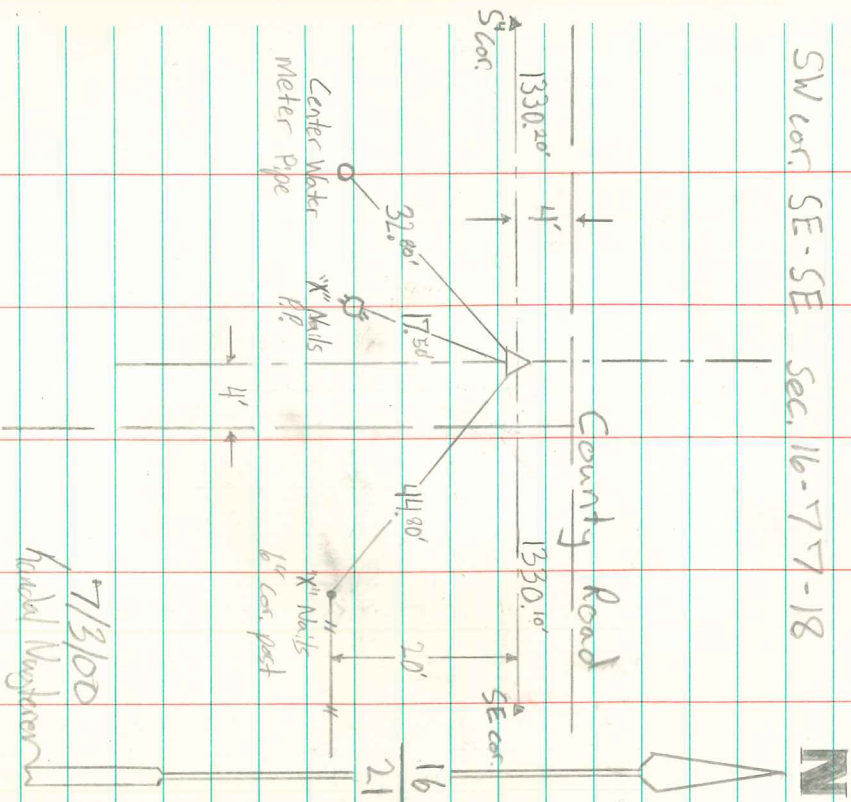 SW cor. SE-SE Sec. 16-77-18
N
County Road
S¼ cor.
1330.20'
4'
1330.10'
SE cor.
32.80'
17.50'
44.80'
20'
Center Water
Meter Pipe
"X" Nails
P.P.
"X" Nails
6" cor. post
4'
16
21
7/3/00